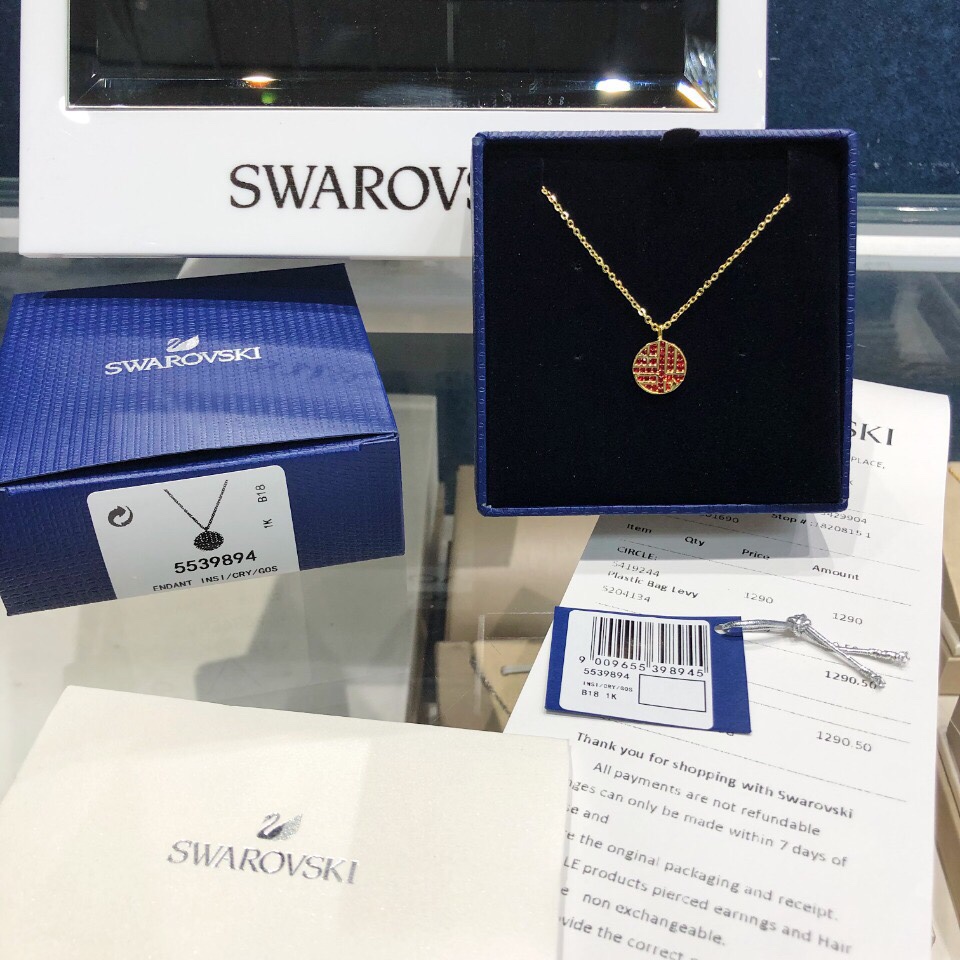 SWAROVS
SWAROVSKI
B18
1K
5539894
ENDANT INSI/CRY/GOS
SKI
PLACE,
Item Qty Price Amount
CIRCLE:
5419244 1290 1290
Plastic Bag Levy
5204134
1290.50
1290.50
9 009655 398945
5539894
INSI/CRY/GOS
B18 1K
Thank you for shopping with Swarovski
All payments are not refundable
nges can only be made within 7 days of
se and
e the onginal packaging and receipt.
LE products pierced earnngs and Hair
e non exchangeable.
vide the correct
SWAROVSKI